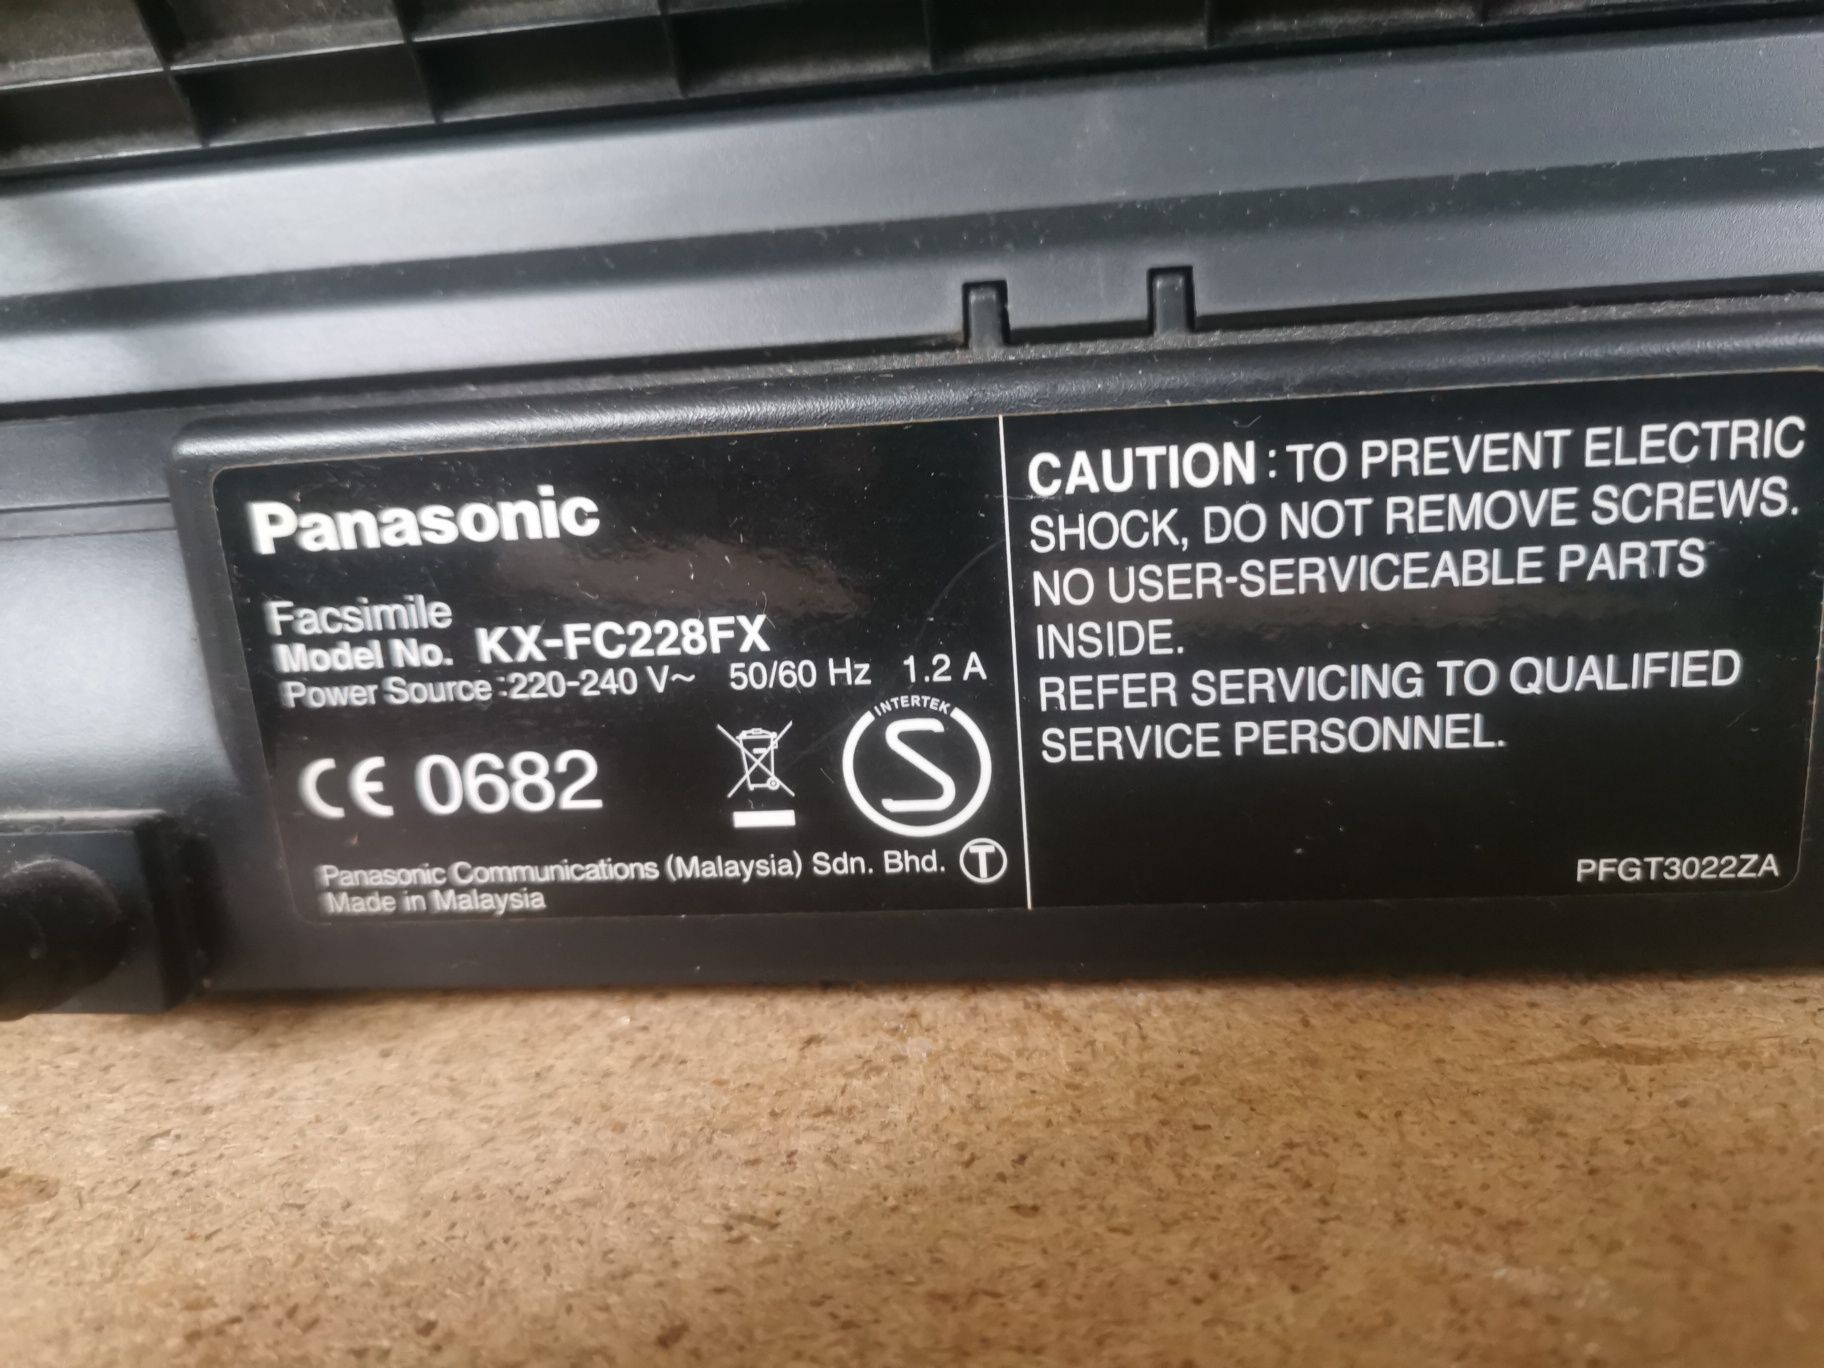 Panasonic
Facsimile
Model No. KX-FC228FX
Power Source :220-240 V~ 50/60 Hz 1.2 A
INTERTEK
S
CE 0682
Panasonic Communications (Malaysia) Sdn. Bhd. T
Made in Malaysia
CAUTION : TO PREVENT ELECTRIC
SHOCK, DO NOT REMOVE SCREWS.
NO USER-SERVICEABLE PARTS
INSIDE.
REFER SERVICING TO QUALIFIED
SERVICE PERSONNEL.
PFGT3022ZA